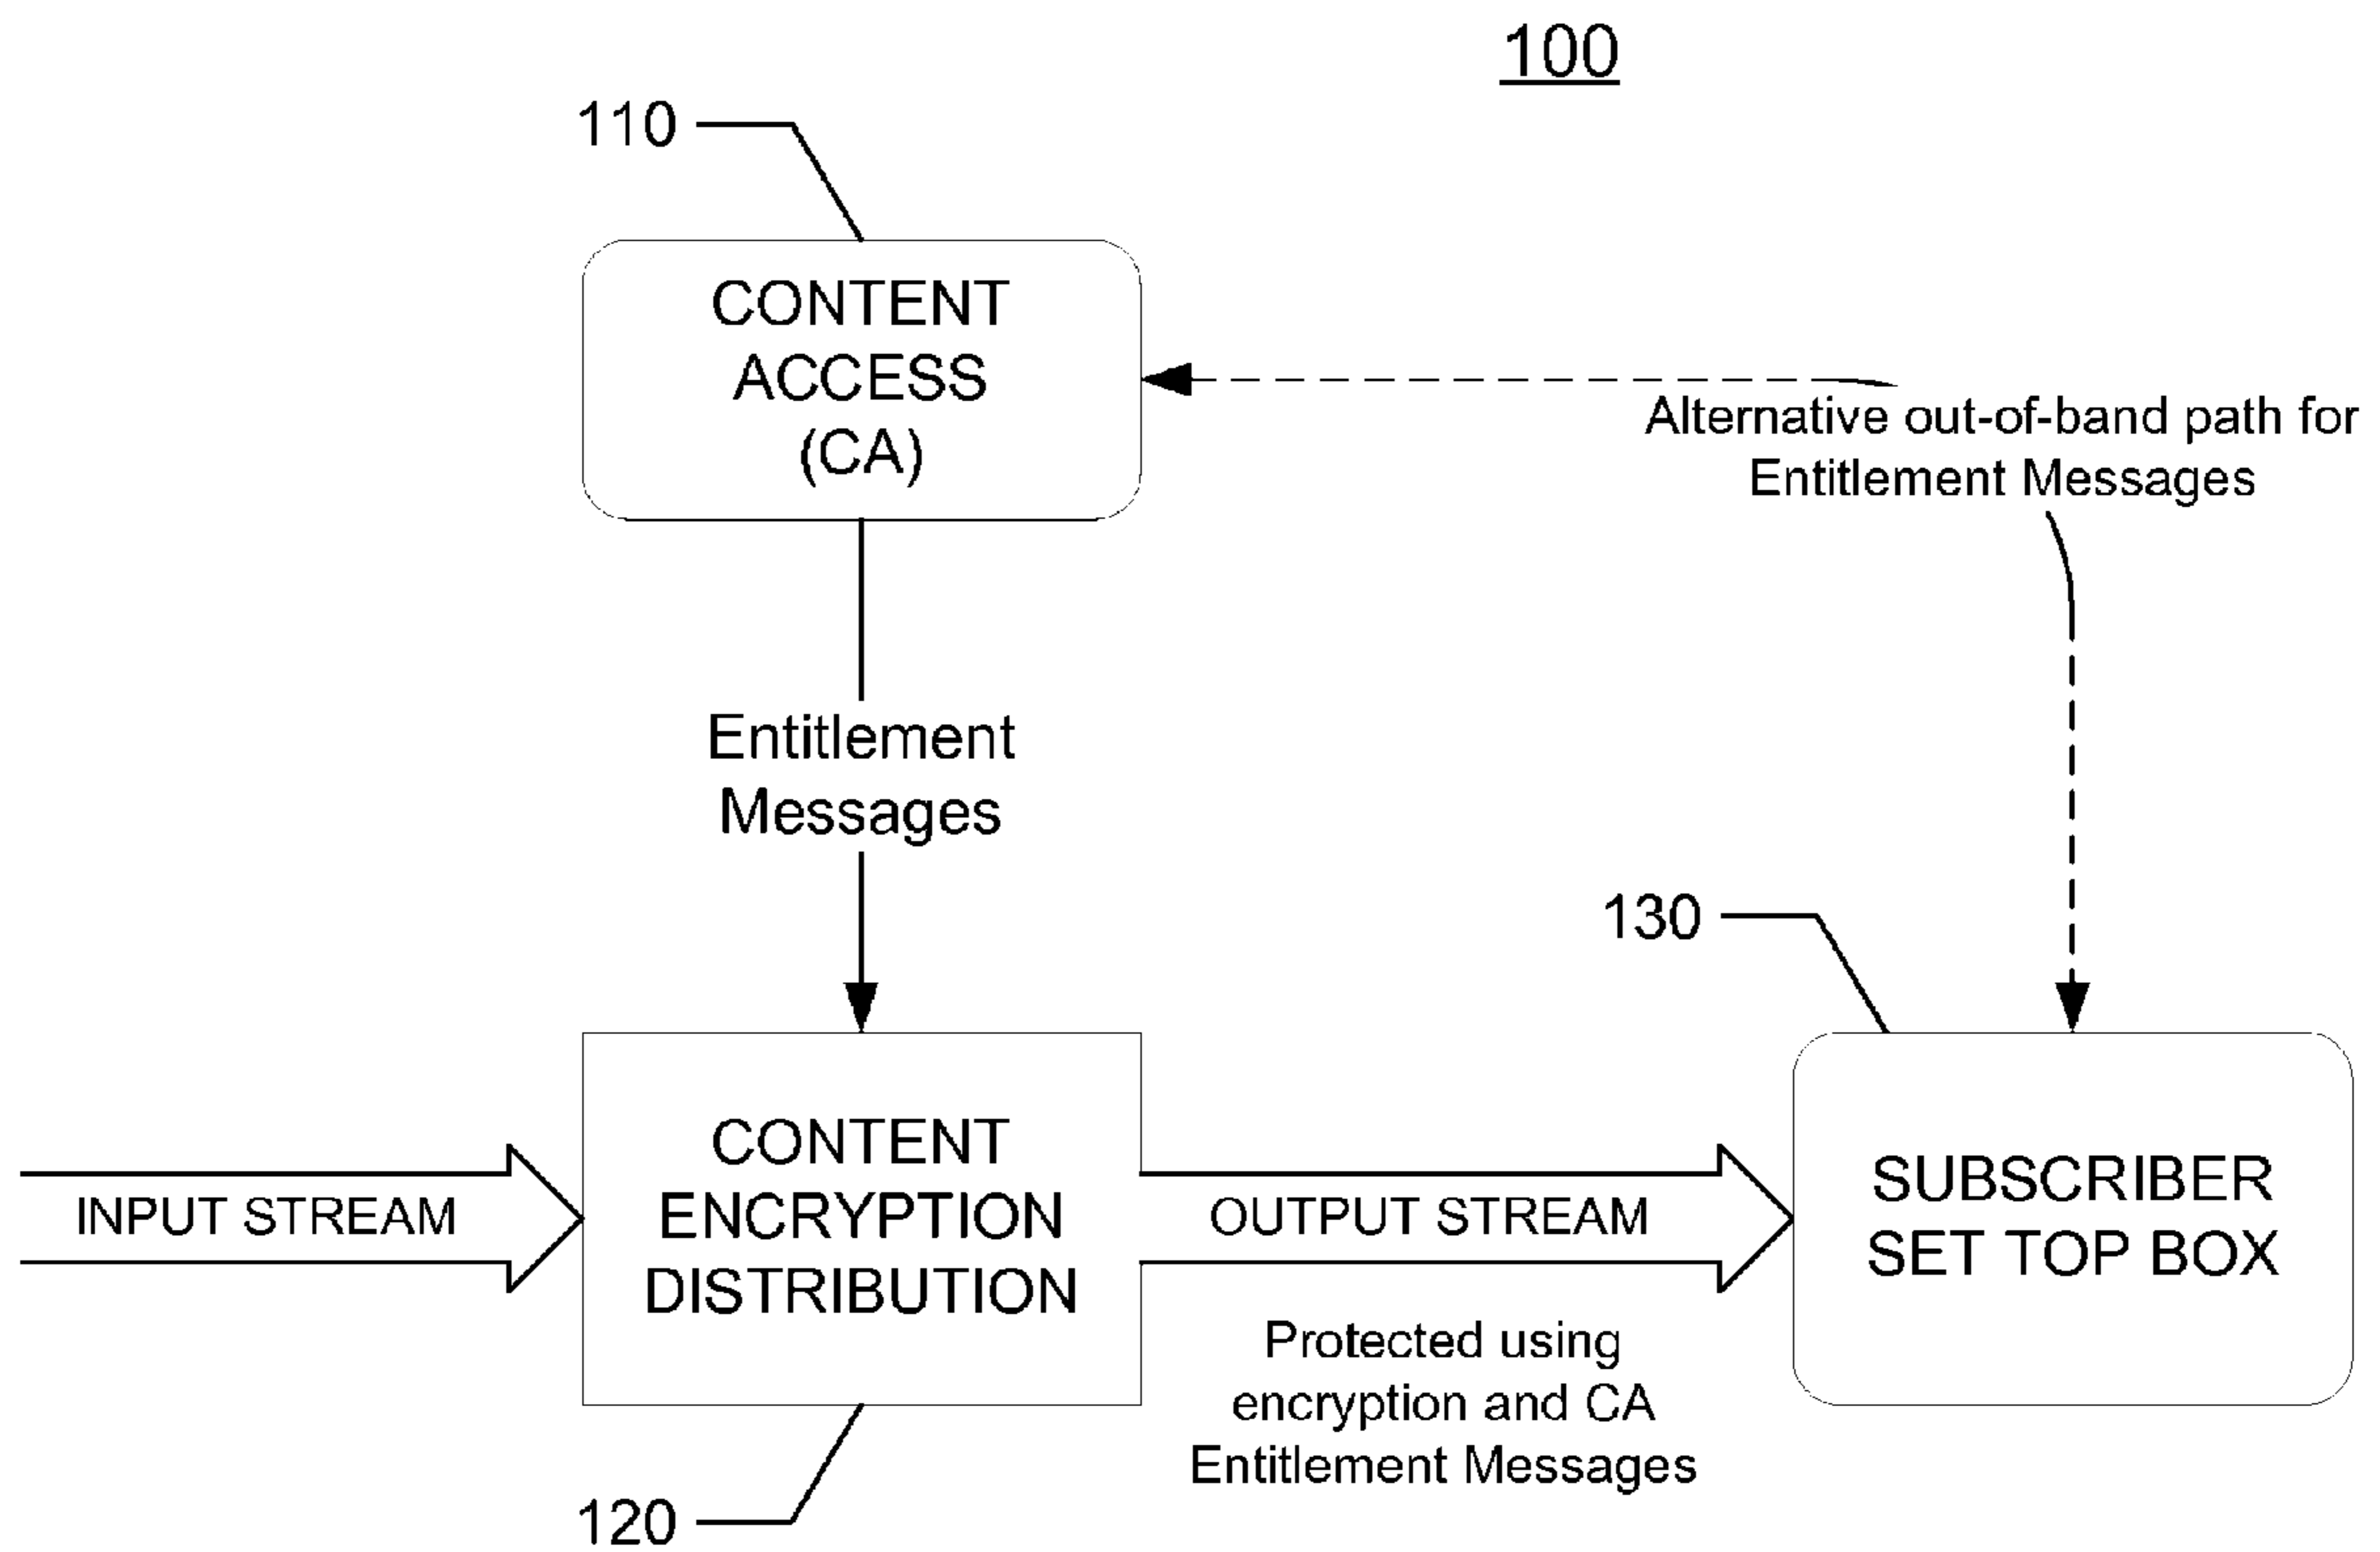 100
110
CONTENT
ACCESS
(CA)
Alternative out-of-band path for
Entitlement Messages
Entitlement
Messages
130
INPUT STREAM
CONTENT
ENCRYPTION
DISTRIBUTION
OUTPUT STREAM
SUBSCRIBER
SET TOP BOX
Protected using
encryption and CA
Entitlement Messages
120